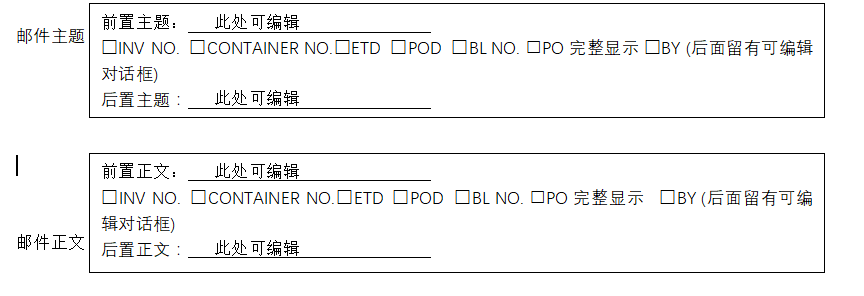 邮件主题
前置主题： 此处可编辑
□INV NO. □CONTAINER NO.□ETD □POD □BL NO. □PO 完整显示 □BY (后面留有可编辑
对话框)
后置主题： 此处可编辑
邮件正文
前置正文： 此处可编辑
□INV NO. □CONTAINER NO.□ETD □POD □BL NO. □PO 完整显示 □BY (后面留有可编
辑对话框)
后置正文： 此处可编辑